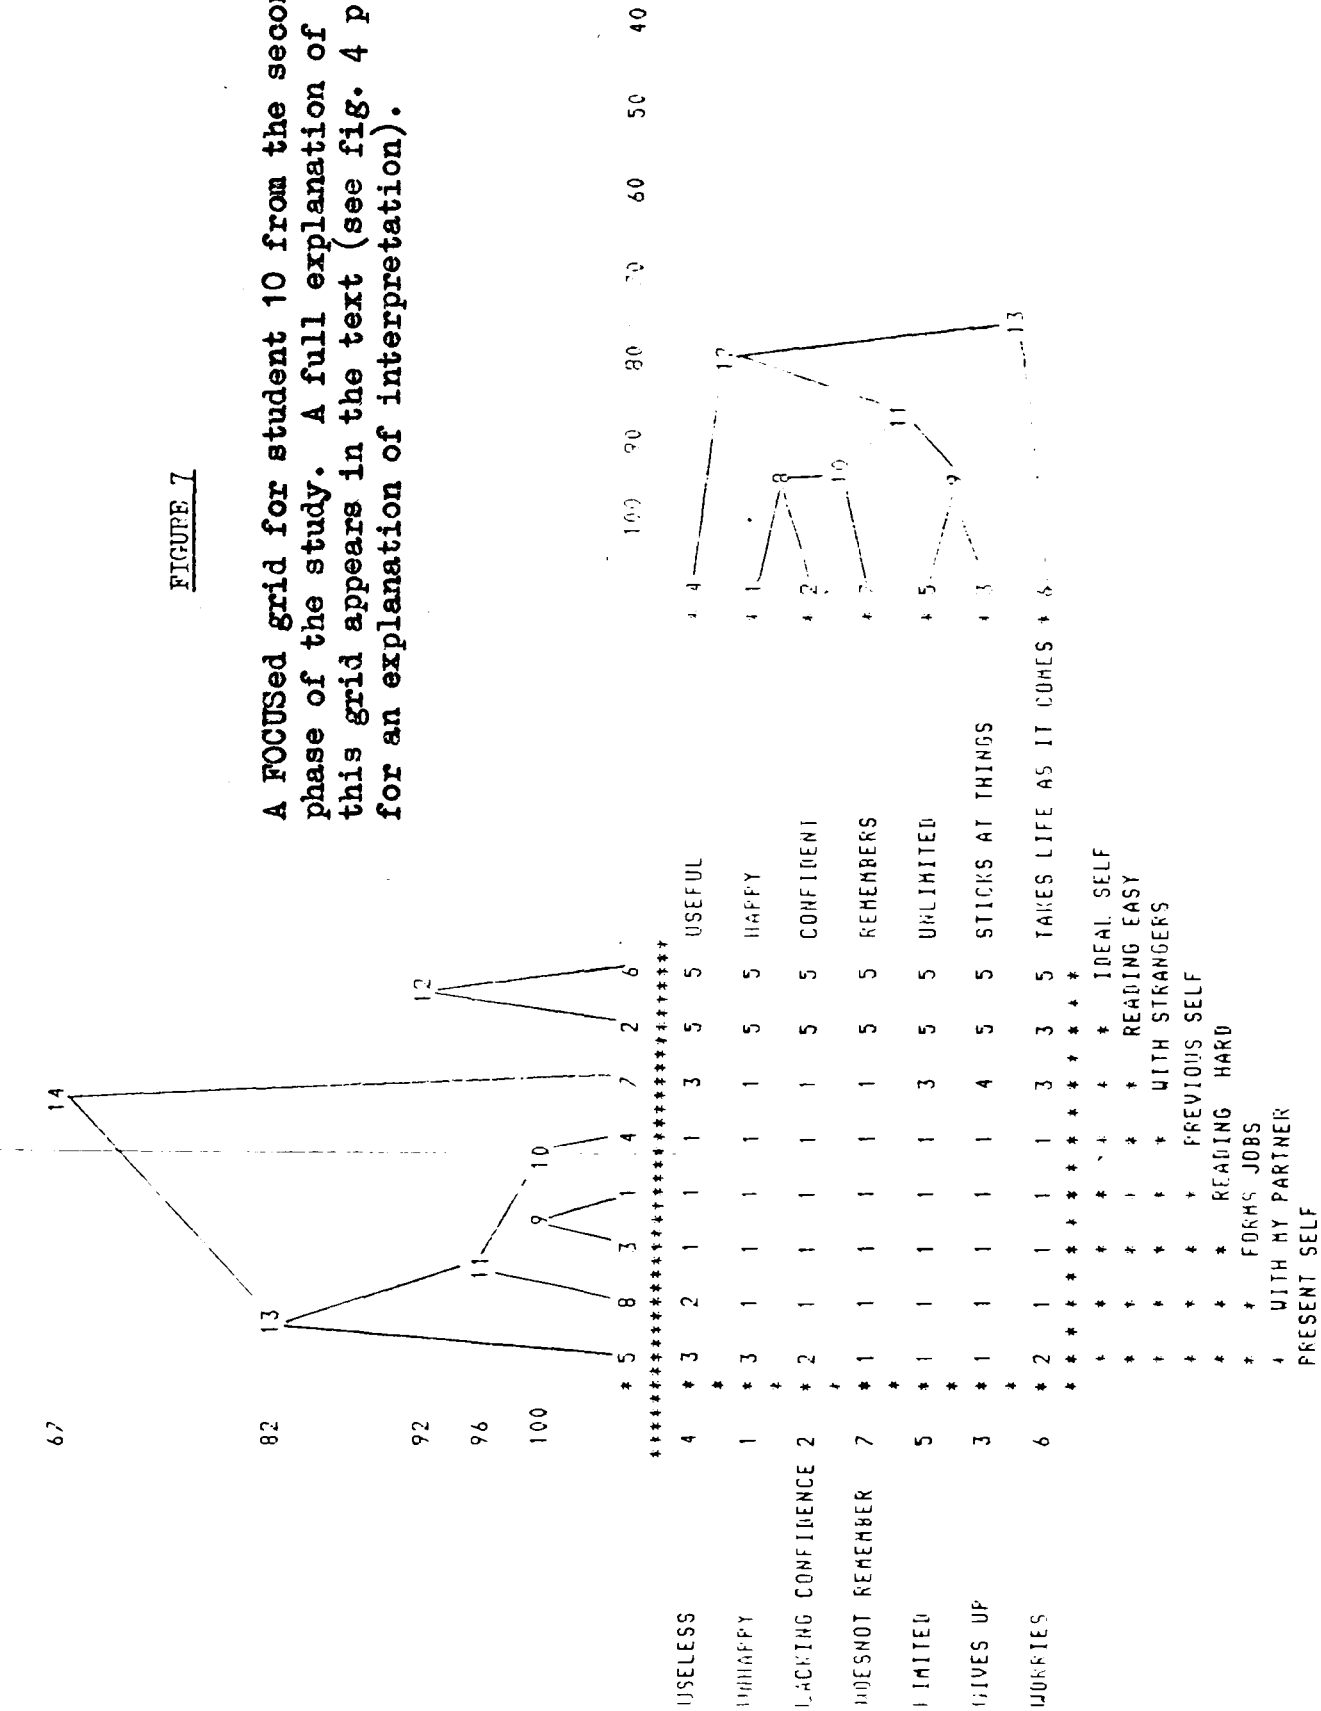 FIGURE 7
A FOCUSed grid for student 10 from the secon
phase of the study. A full explanation of
this grid appears in the text (see fig. 4 p
for an explanation of interpretation).
67 14
82 13
92 12
96 11
100 9 10
* 5 8 3 1 4 7 2 6
USELESS 4 * 3 2 1 1 1 3 5 5 USEFUL * 4
UNHAPPY 1 * 3 1 1 1 1 1 5 5 HAPPY * 1
LACKING CONFIDENCE 2 * 2 1 1 1 1 1 5 5 CONFIDENT * 2
DOESNOT REMEMBER 7 * 1 1 1 1 1 1 5 5 REMEMBERS * 7
LIMITED 5 * 1 1 1 1 1 3 5 5 UNLIMITED * 5
GIVES UP 3 * 1 1 1 1 1 4 5 5 STICKS AT THINGS * 3
WORRIES 6 * 2 1 1 1 1 3 3 5 TAKES LIFE AS IT COMES * 6
* * * * * * * * IDEAL SELF
* * * * * * * READING EASY
* * * * * WITH STRANGERS
* * * * PREVIOUS SELF
* * * READING HARD
* * FORMS JOBS
* WITH MY PARTNER
PRESENT SELF
100 90 80 70 60 50 40
12
8
10
11
9
13